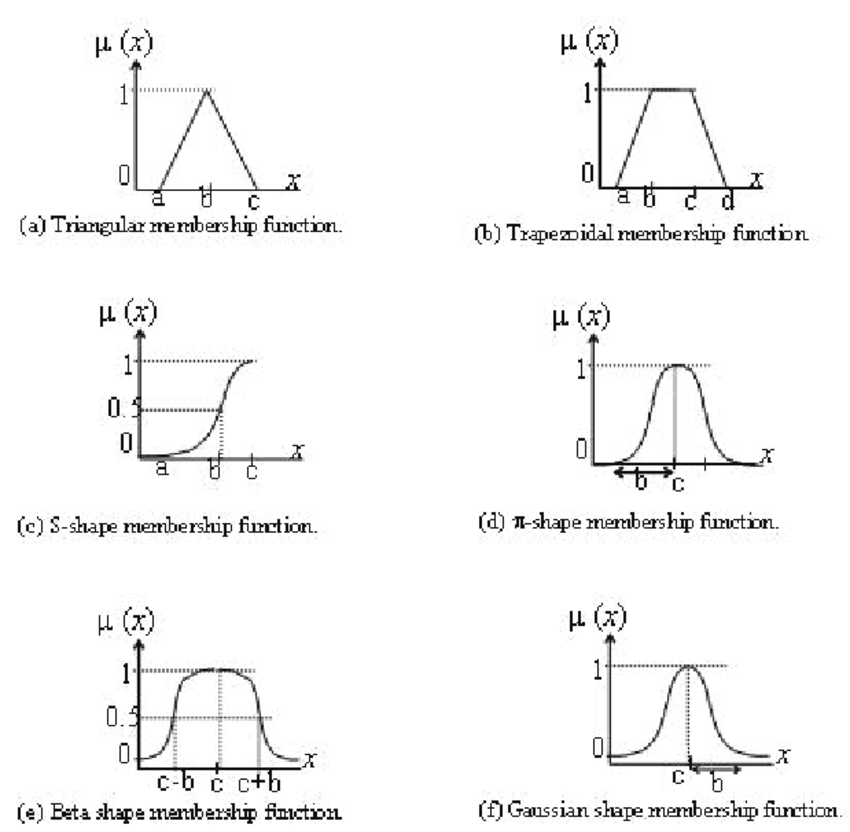 μ (x)
1
0
a b c x
(a) Triangular membership function.
μ (x)
1
0
a b c d x
(b) Trapezoidal membership function
μ (x)
1
0.5
0
a b c x
(c) S-shape membership function.
μ (x)
1
0
b c x
(d) π-shape membership function.
μ (x)
1
0.5
0
c-b c c+b x
(e) Beta shape membership function
μ (x)
1
0
c b x
(f) Gaussian shape membership function.